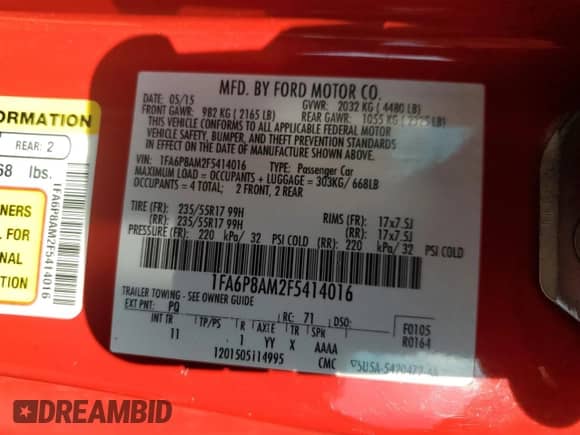 MFD. BY FORD MOTOR CO.
DATE: 05/15 GVWR: 2032 KG ( 4480 LB)
FRONT GAWR: 982 KG ( 2165 LB) REAR GAWR: 1055 KG ( 2325 LB)
THIS VEHICLE CONFORMS TO ALL APPLICABLE FEDERAL MOTOR
VEHICLE SAFETY, BUMPER, AND THEFT PREVENTION STANDARDS IN
EFFECT ON THE DATE OF MANUFACTURE SHOWN ABOVE.
VIN: 1FA6P8AM2F5414016 TYPE: Passenger Car
MAXIMUM LOAD = OCCUPANTS + LUGGAGE = 303KG/ 668LB
OCCUPANTS = 4 TOTAL; 2 FRONT, 2 REAR
TIRE (FR): 235/55R17 99H RIMS (FR): 17x7.5J
(RR): 235/55R17 99H (RR): 17x7.5J
PRESSURE (FR): 220 kPa/ 32 PSI COLD (RR): 220 kPa/ 32 PSI COLD
1FA6P8AM2F5414016
TRAILER TOWING - SEE OWNER GUIDE
EXT PNT: PQ RC: 71 DSO: F0105
INT TR TP/PS R AXLE TR SPR R0164
11 1 YY X AAAA
1201505114995 CMC
ORMATION
REAR: 2
68 lbs.
NERS
L FOR
NAL
TION
1FA6P8AM2F5414016
DREAMBID